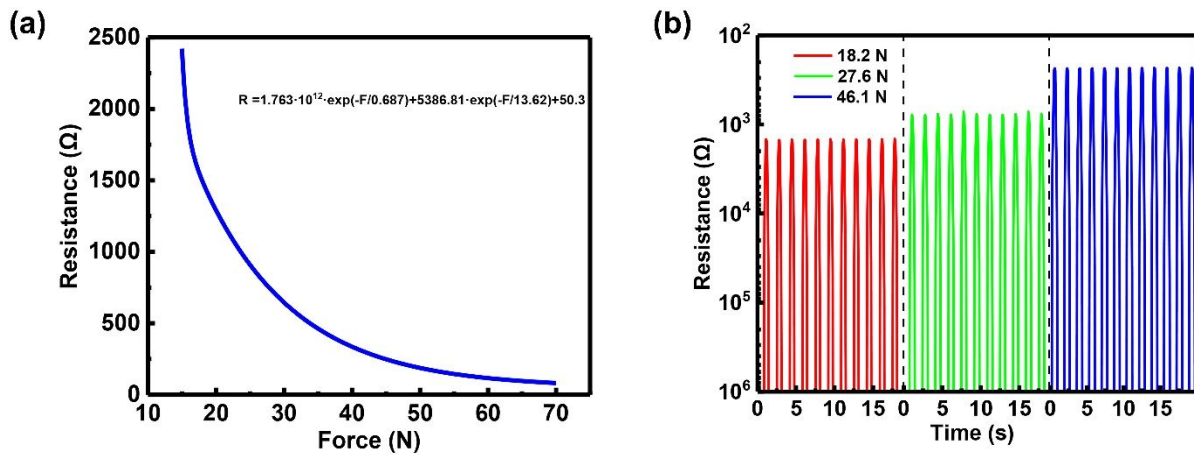 (a)
2500
2000
1500
1000
500
0
Resistance (Ω)
R =1.763·10¹²·exp(-F/0.687)+5386.81·exp(-F/13.62)+50.3
10 20 30 40 50 60 70
Force (N)
(b)
10²
10³
10⁴
10⁵
10⁶
Resistance (Ω)
18.2 N
27.6 N
46.1 N
0 5 10 15 0 5 10 15 0 5 10 15
Time (s)